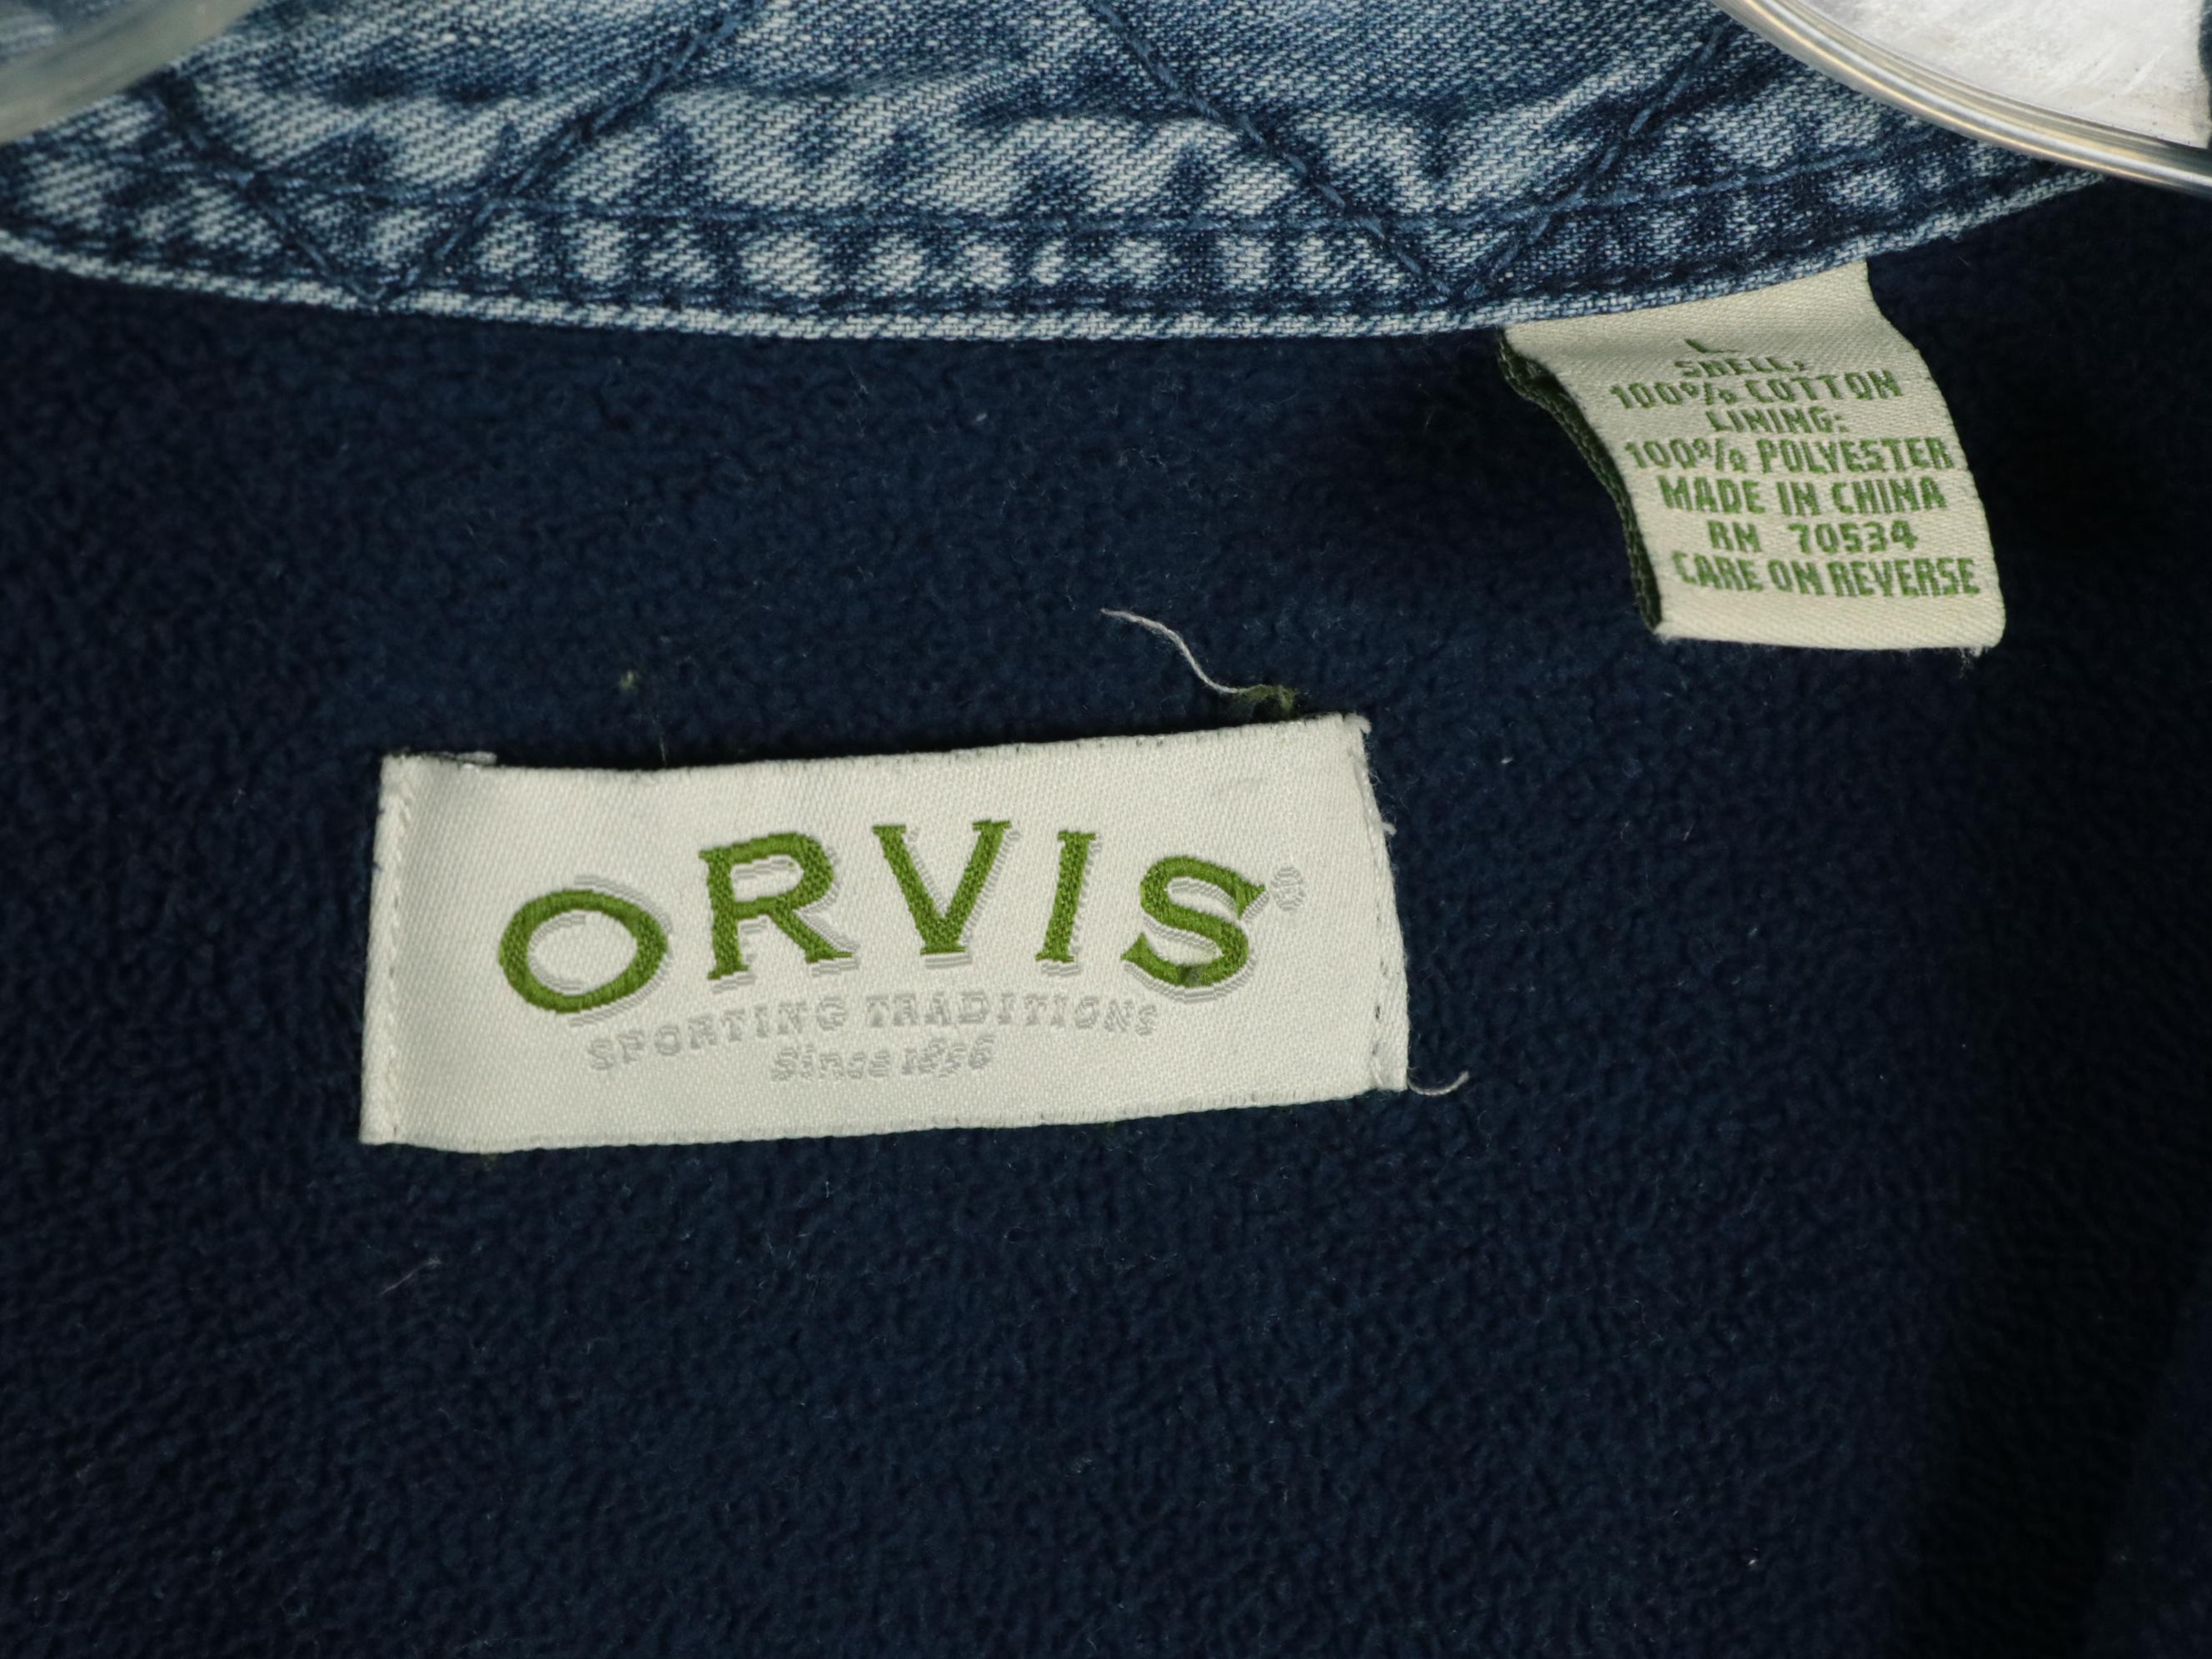 L
SHELL:
100% COTTON
LINING:
100% POLYESTER
MADE IN CHINA
RN 70534
CARE ON REVERSE
ORVIS®
SPORTING TRADITIONS
Since 1856